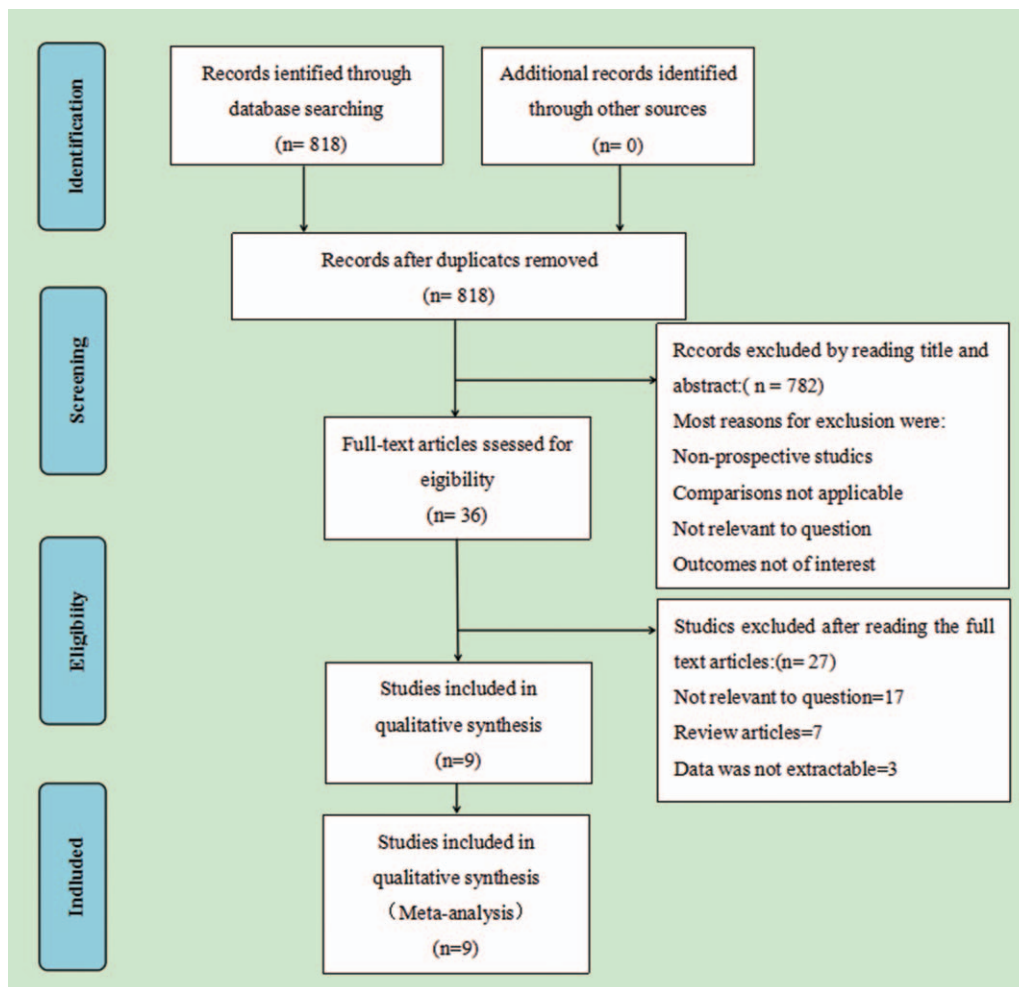 Identification
Records ientified through
database searching
(n= 818)
Additional records identified
through other sources
(n= 0)
Records after duplicatcs removed
(n= 818)
Screening
Rccords excluded by reading title and
abstract:( n = 782)
Most reasons for exclusion were:
Non-prospective studics
Comparisons not applicable
Not relevant to question
Outcomes not of interest
Full-text articles ssessed for
eigibility
(n= 36)
Eligibiity
Studics excluded after reading the full
text articles:(n= 27)
Not relevant to question=17
Review articles=7
Data was not extractable=3
Studies included in
qualitative synthesis
(n=9)
Indluded
Studies included in
qualitative synthesis
（Meta-analysis）
(n=9)